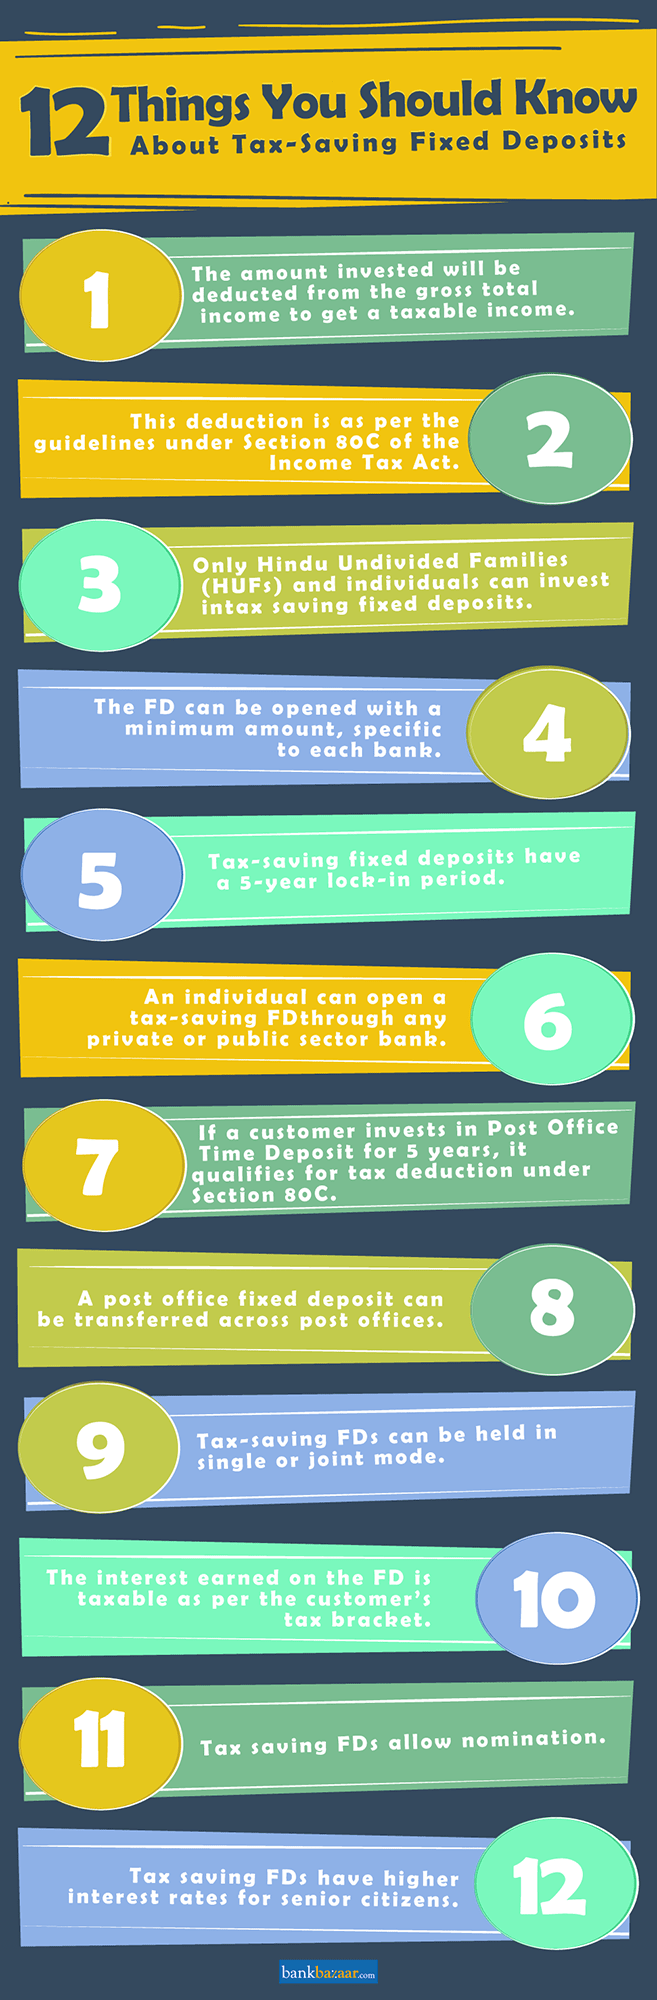 12 Things You Should Know
About Tax-Saving Fixed Deposits
1
The amount invested will be
deducted from the gross total
income to get a taxable income.
2
This deduction is as per the
guidelines under Section 80C of the
Income Tax Act.
3
Only Hindu Undivided Families
(HUFs) and individuals can invest
intax saving fixed deposits.
4
The FD can be opened with a
minimum amount, specific
to each bank.
5
Tax-saving fixed deposits have
a 5-year lock-in period.
6
An individual can open a
tax-saving FDthrough any
private or public sector bank.
7
If a customer invests in Post Office
Time Deposit for 5 years, it
qualifies for tax deduction under
Section 80C.
8
A post office fixed deposit can
be transferred across post offices.
9
Tax-saving FDs can be held in
single or joint mode.
10
The interest earned on the FD is
taxable as per the customer's
tax bracket.
11
Tax saving FDs allow nomination.
12
Tax saving FDs have higher
interest rates for senior citizens.
bankbazaar.com